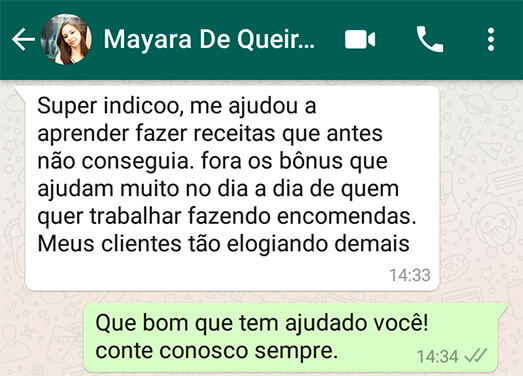 Mayara De Queir...
Super indicoo, me ajudou a
aprender fazer receitas que antes
não conseguia. fora os bônus que
ajudam muito no dia a dia de quem
quer trabalhar fazendo encomendas.
Meus clientes tão elogiando demais
14:33
Que bom que tem ajudado você!
conte conosco sempre.
14:34